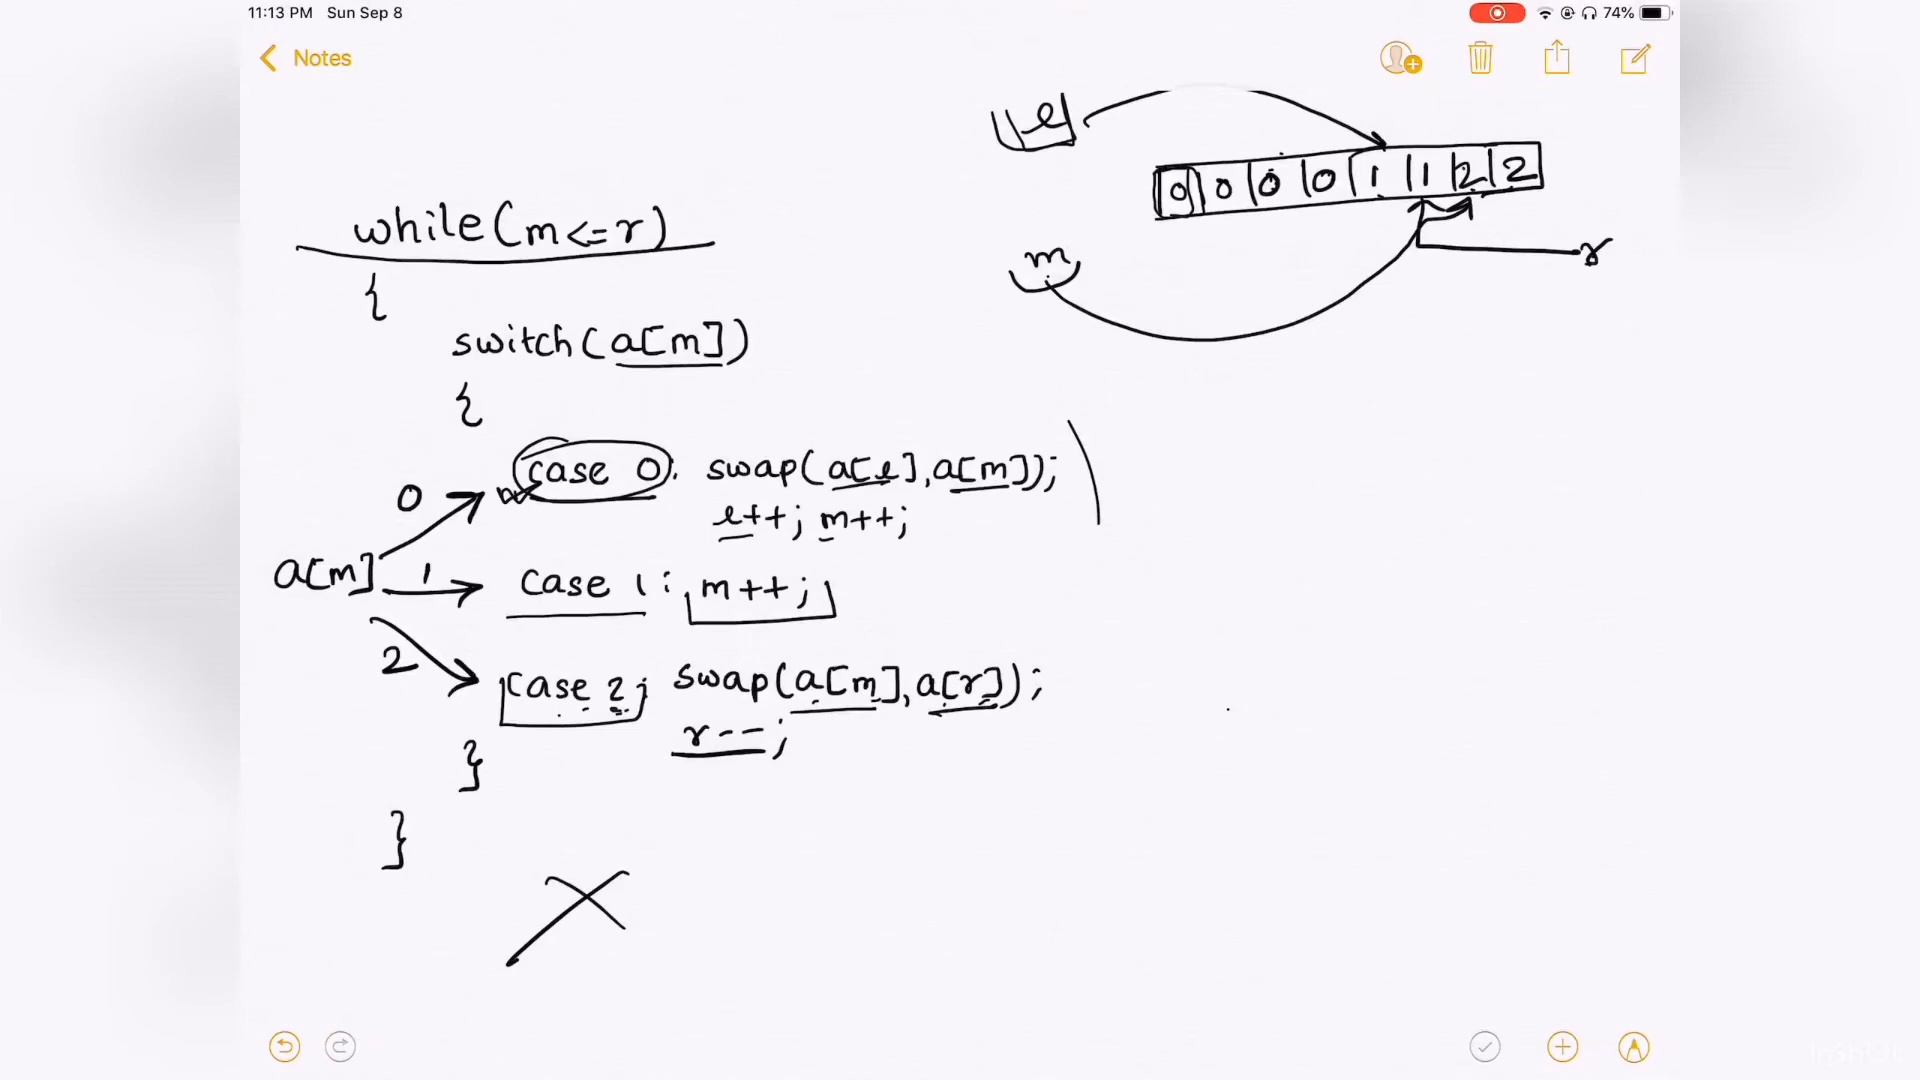 11:13 PM Sun Sep 8
74%
Notes
l
0 0 0 0 1 1 2 2
while(m<=r)
m
r
{
switch(a[m])
{
0
case 0: swap(a[l],a[m]);
l++; m++;
a[m]
1
case 1: m++;
2
case 2: swap(a[m],a[r]);
r--;
}
}